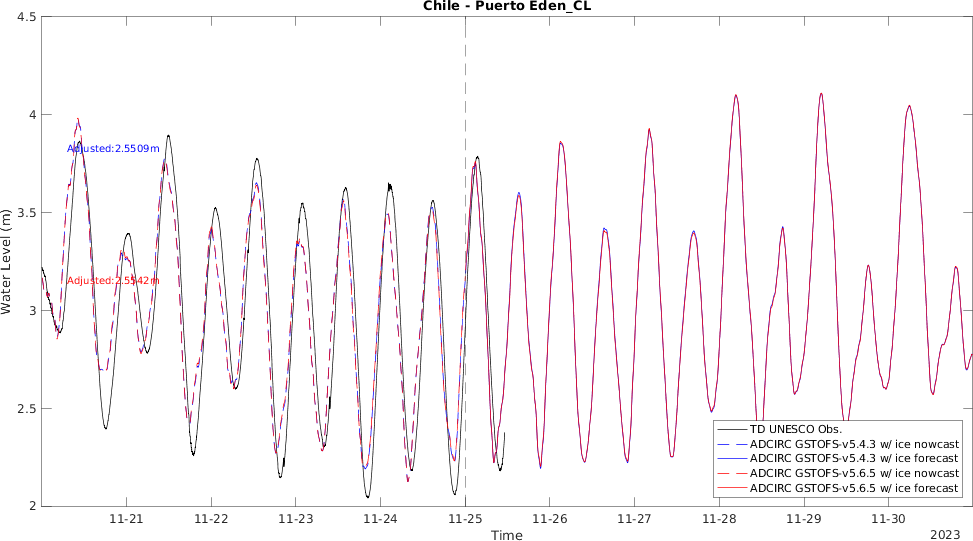 Chile - Puerto Eden_CL
4.5
4
3.5
3
2.5
2
Water Level (m)
Adjusted:2.5509m
Adjusted:2.5542m
TD UNESCO Obs.
ADCIRC GSTOFS-v5.4.3 w/ ice nowcast
ADCIRC GSTOFS-v5.4.3 w/ ice forecast
ADCIRC GSTOFS-v5.6.5 w/ ice nowcast
ADCIRC GSTOFS-v5.6.5 w/ ice forecast
11-21 11-22 11-23 11-24 11-25 11-26 11-27 11-28 11-29 11-30
Time
2023